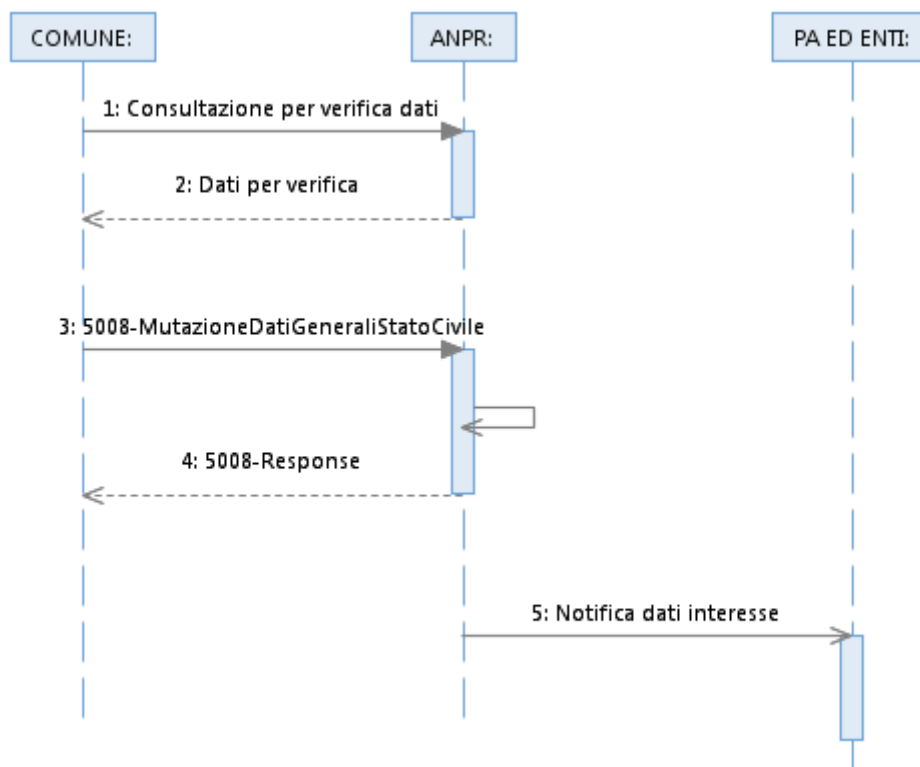 COMUNE:
ANPR:
PA ED ENTI:
1: Consultazione per verifica dati
2: Dati per verifica
3: 5008-MutazioneDatiGeneraliStatoCivile
4: 5008-Response
5: Notifica dati interesse